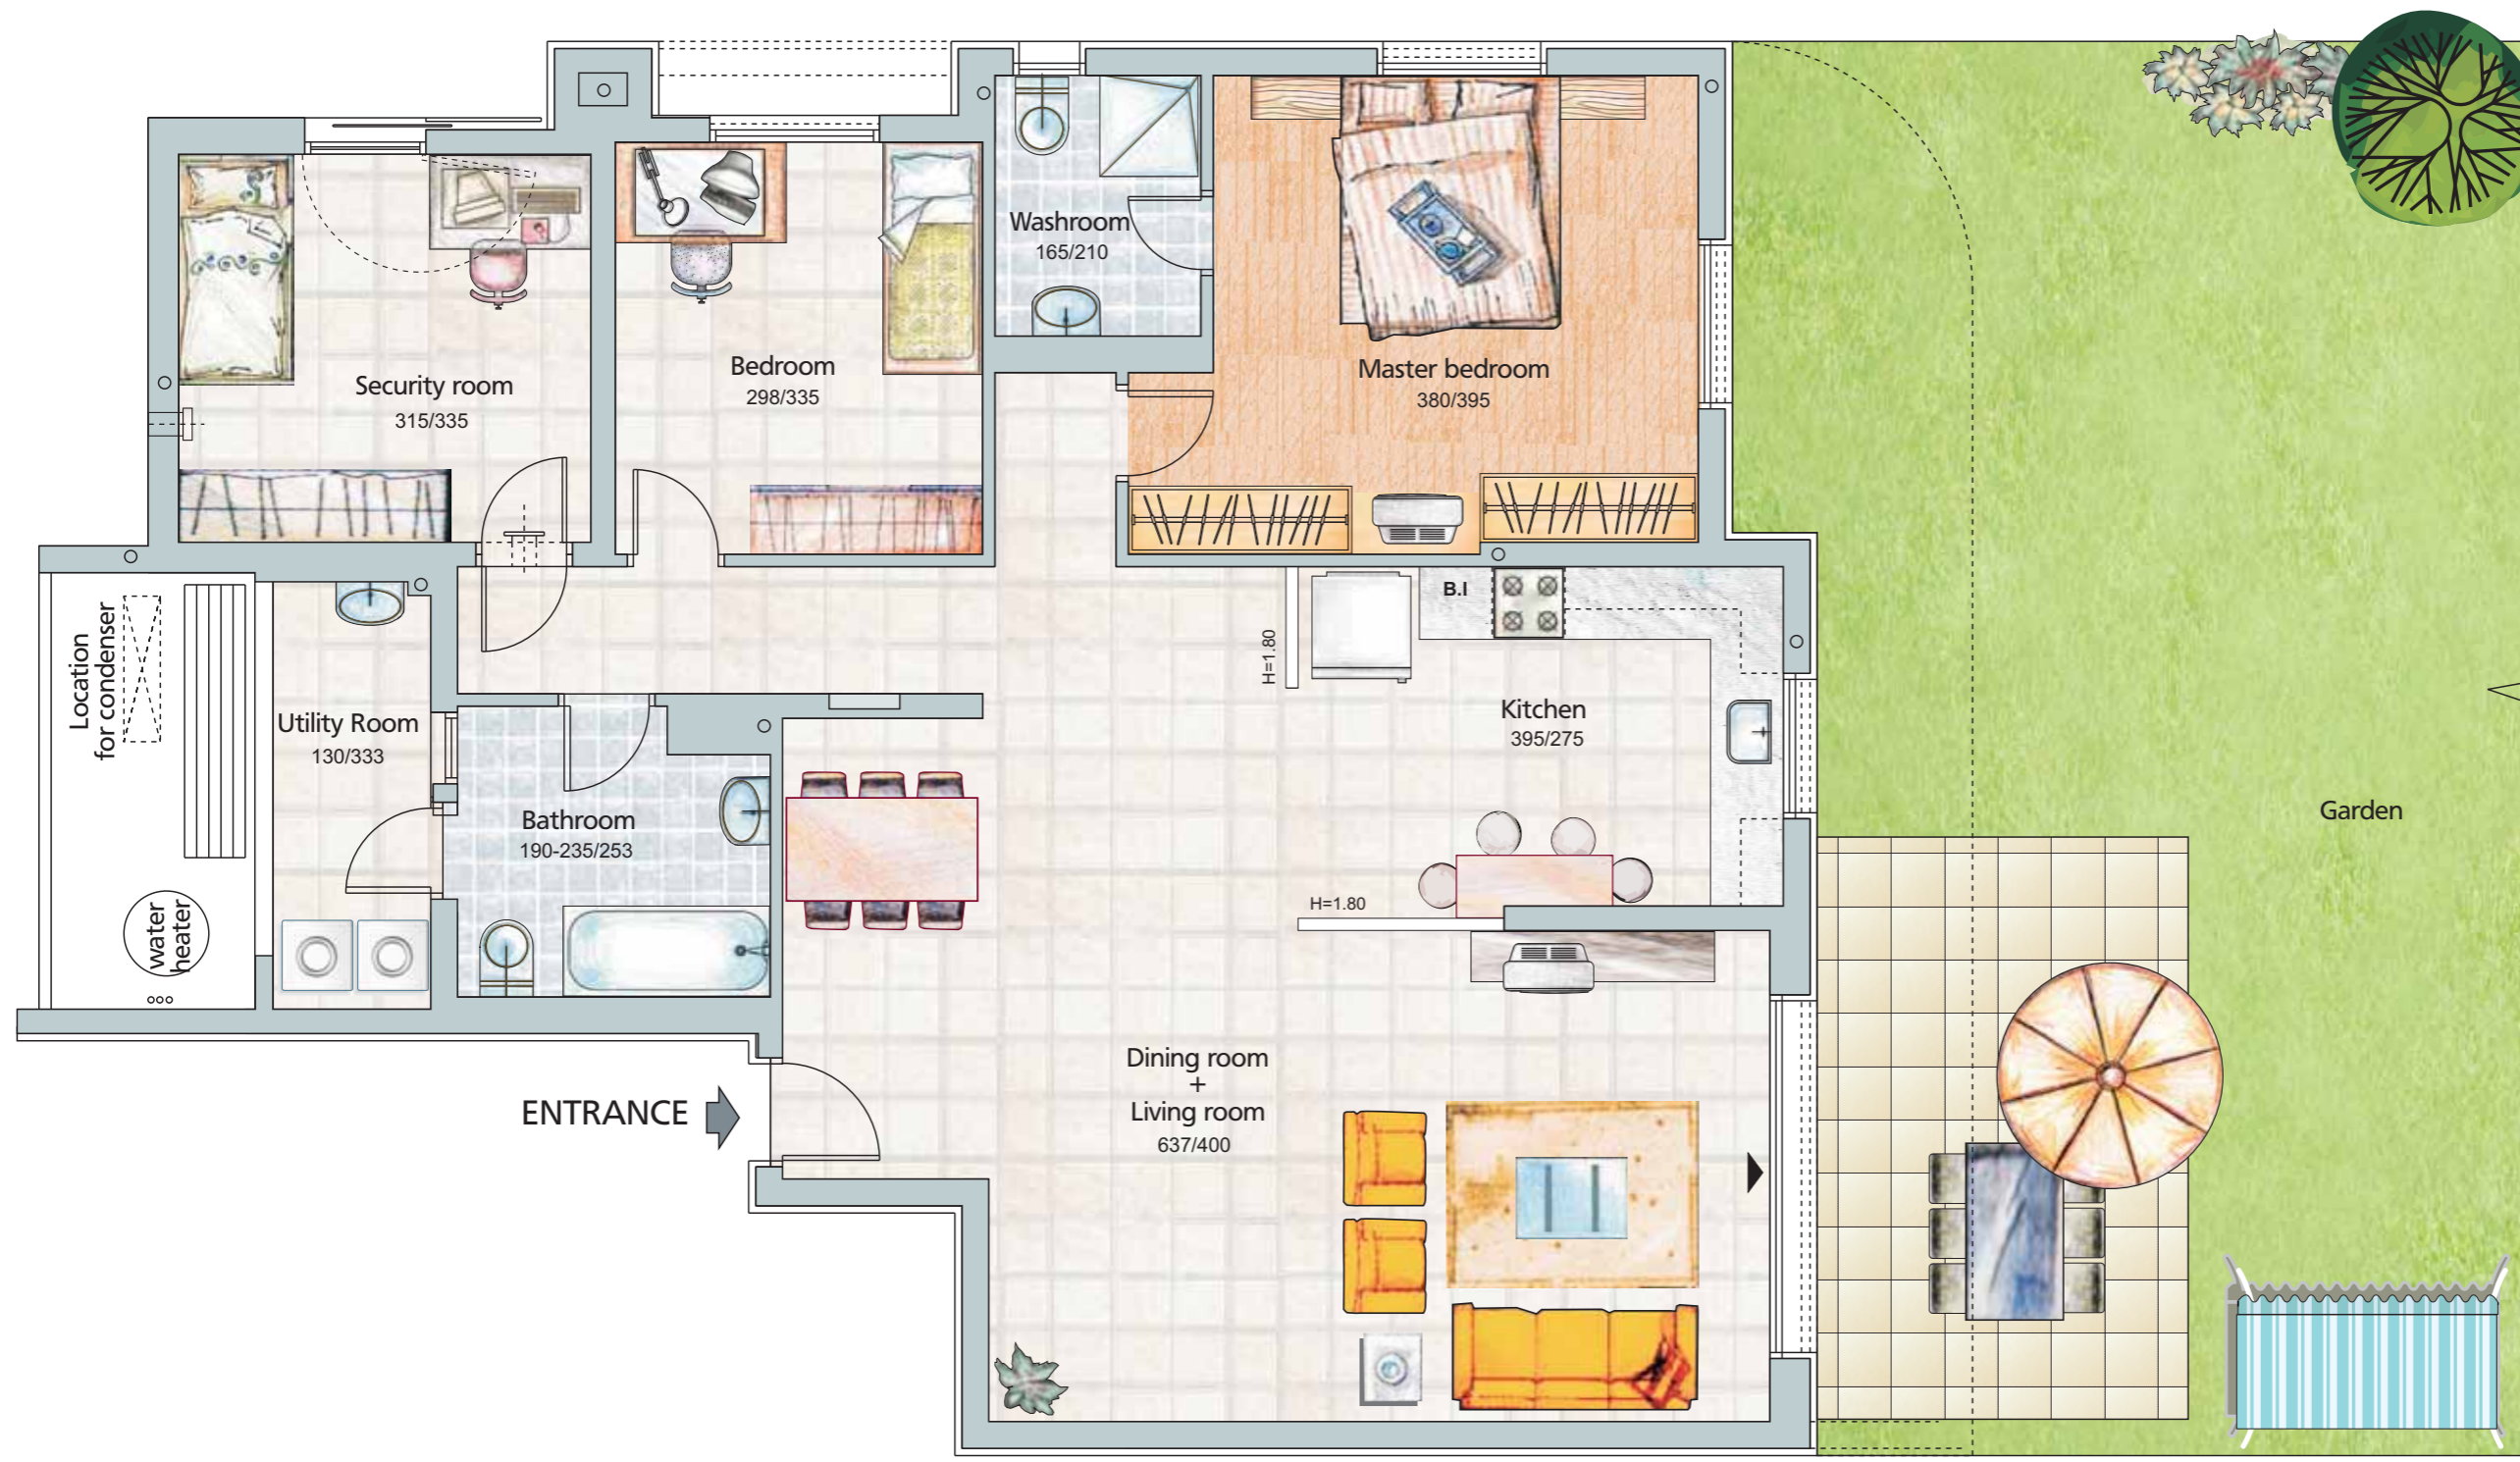 Security room
315/335
Bedroom
298/335
Washroom
165/210
Master bedroom
380/395
Location
for condenser
water
heater
Utility Room
130/333
Bathroom
190-235/253
H=1.80
B.I
Kitchen
395/275
H=1.80
Garden
ENTRANCE
Dining room
+
Living room
637/400